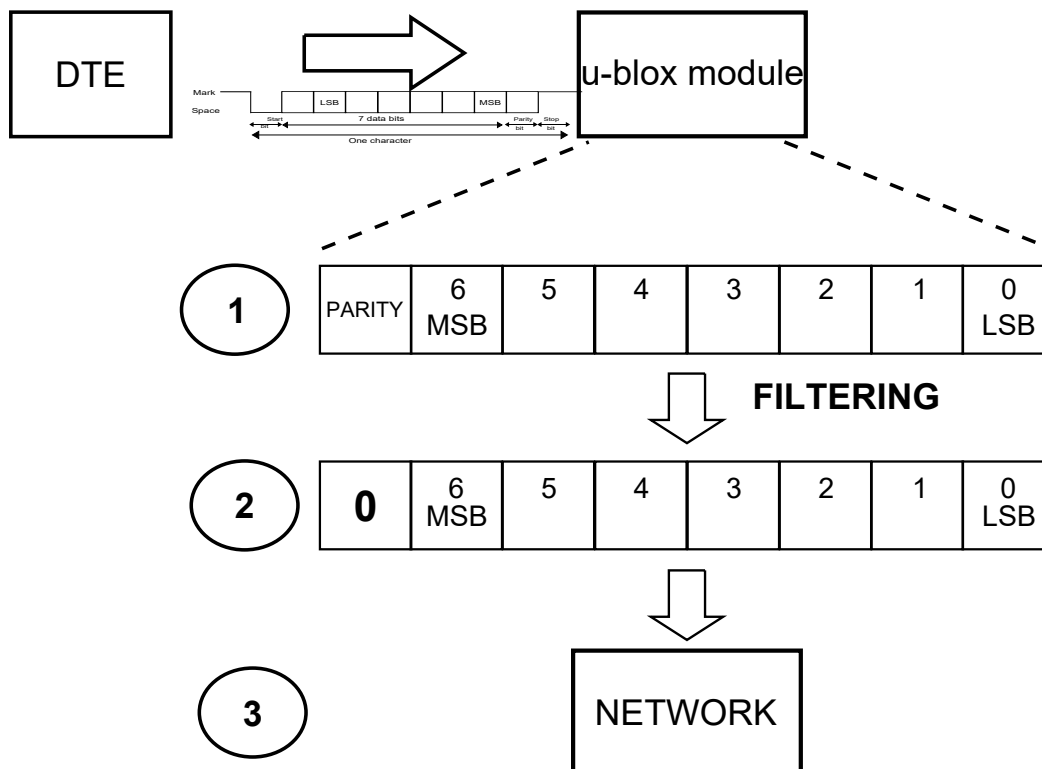 DTE
u-blox module
Mark
LSB
MSB
Space
Start
bit
7 data bits
Parity
bit
Stop
bit
One character
1
PARITY
6
MSB
5
4
3
2
1
0
LSB
FILTERING
2
0
6
MSB
5
4
3
2
1
0
LSB
3
NETWORK